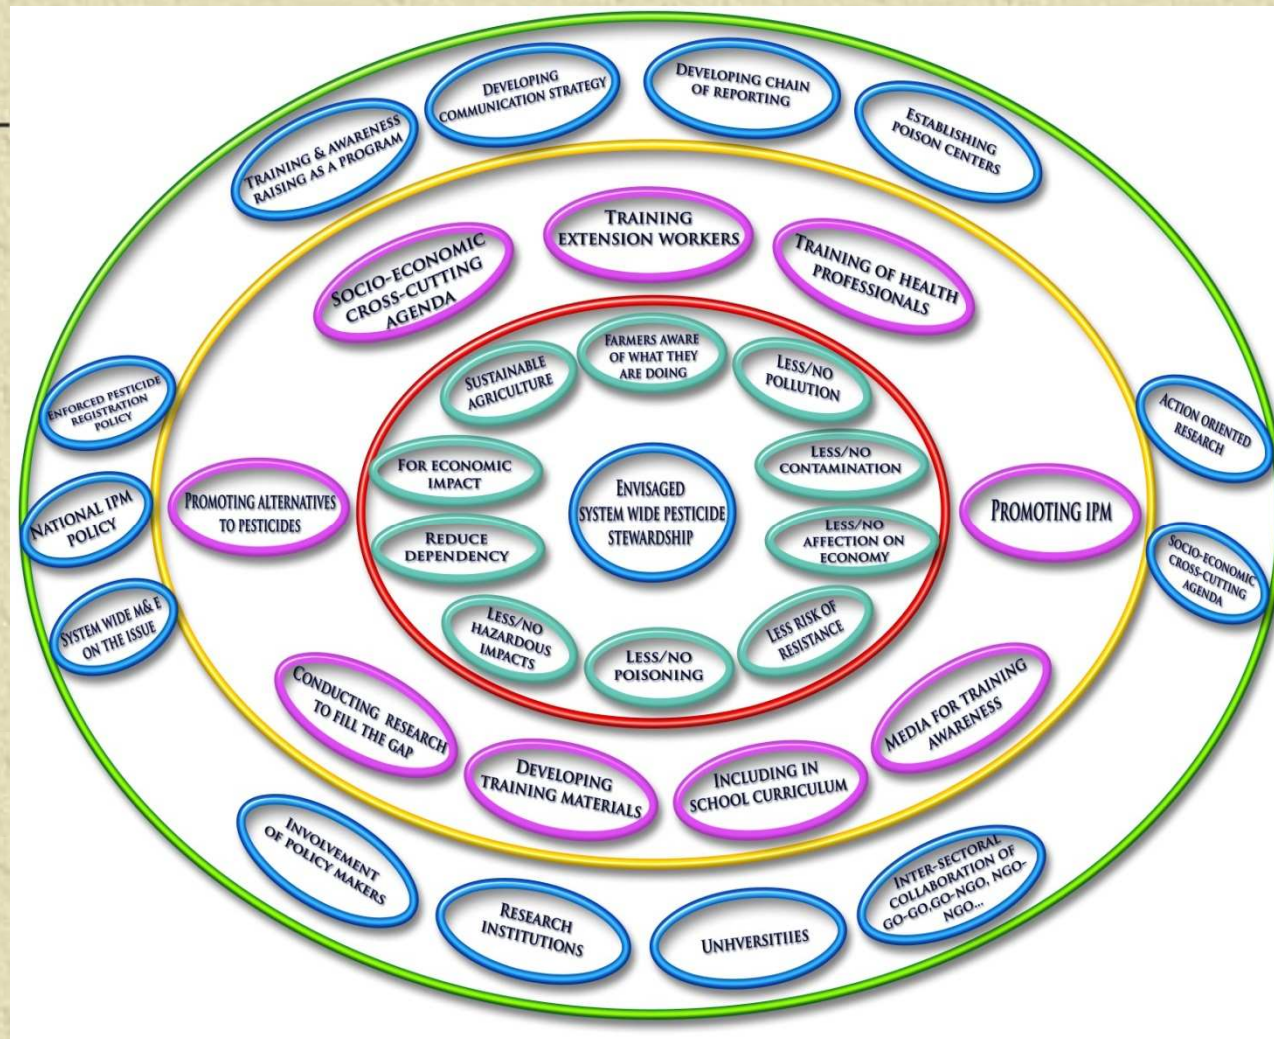 DEVELOPING
COMMUNICATION STRATEGY
DEVELOPING CHAIN
OF REPORTING
ESTABLISHING
POISON CENTERS
TRAINING & AWARENESS
RAISING AS A PROGRAM
TRAINING
EXTENSION WORKERS
SOCIO-ECONOMIC
CROSS-CUTTING
AGENDA
TRAINING OF HEALTH
PROFESSIONALS
FARMERS AWARE
OF WHAT THEY
ARE DOING
SUSTAINABLE
AGRICULTURE
LESS/NO
POLLUTION
ENFORCED PESTICIDE
REGISTRATION
POLICY
ACTION ORIENTED
RESEARCH
FOR ECONOMIC
IMPACT
LESS/NO
CONTAMINATION
NATIONAL IPM
POLICY
PROMOTING ALTERNATIVES
TO PESTICIDES
ENVISAGED
SYSTEM WIDE PESTICIDE
STEWARDSHIP
PROMOTING IPM
REDUCE
DEPENDENCY
LESS/NO
AFFECTION ON
ECONOMY
SOCIO-ECONOMIC
CROSS-CUTTING
AGENDA
SYSTEM WIDE M& E
ON THE ISSUE
LESS/NO
HAZARDOUS
IMPACTS
LESS/NO
POISONING
LESS RISK OF
RESISTANCE
CONDUCTING RESEARCH
TO FILL THE GAP
MEDIA FOR TRAINING
AWARENESS
DEVELOPING
TRAINING MATERIALS
INCLUDING IN
SCHOOL CURRICULUM
INVOLVEMENT
OF POLICY MAKERS
RESEARCH
INSTITUTIONS
UNHVERSITIIES
INTER-SECTORAL
COLLABORATION OF
GO-GO,GO-NGO, NGO-
NGO...